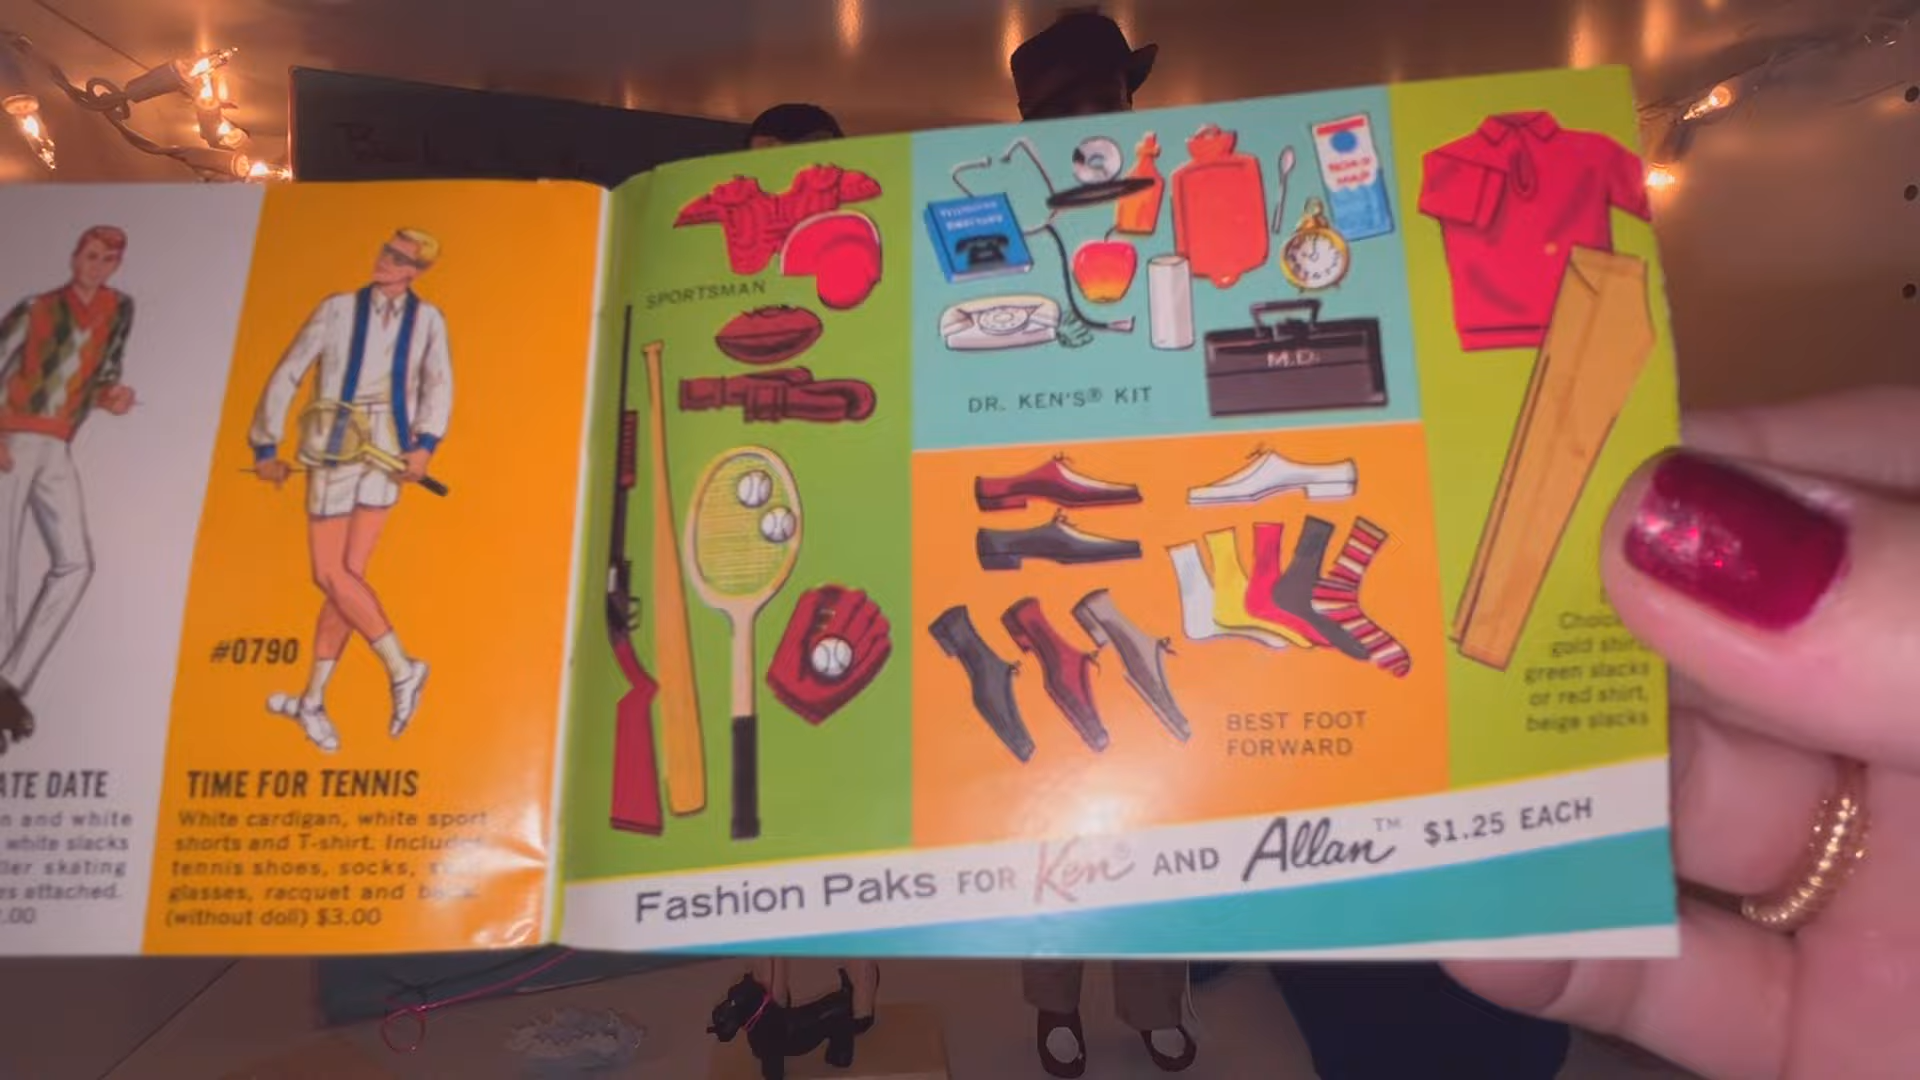 ATE DATE
n and white
white slacks
ller skating
es attached.
.00
#0790
TIME FOR TENNIS
White cardigan, white sport
shorts and T-shirt. Includes
tennis shoes, socks,
glasses, racquet and
(without doll) $3.00
SPORTSMAN
ROAD
MAP
M.D.
DR. KEN'S® KIT
BEST FOOT
FORWARD
gold shirt,
green slacks
or red shirt,
beige slacks
Fashion Paks FOR Ken® AND Allan™ $1.25 EACH